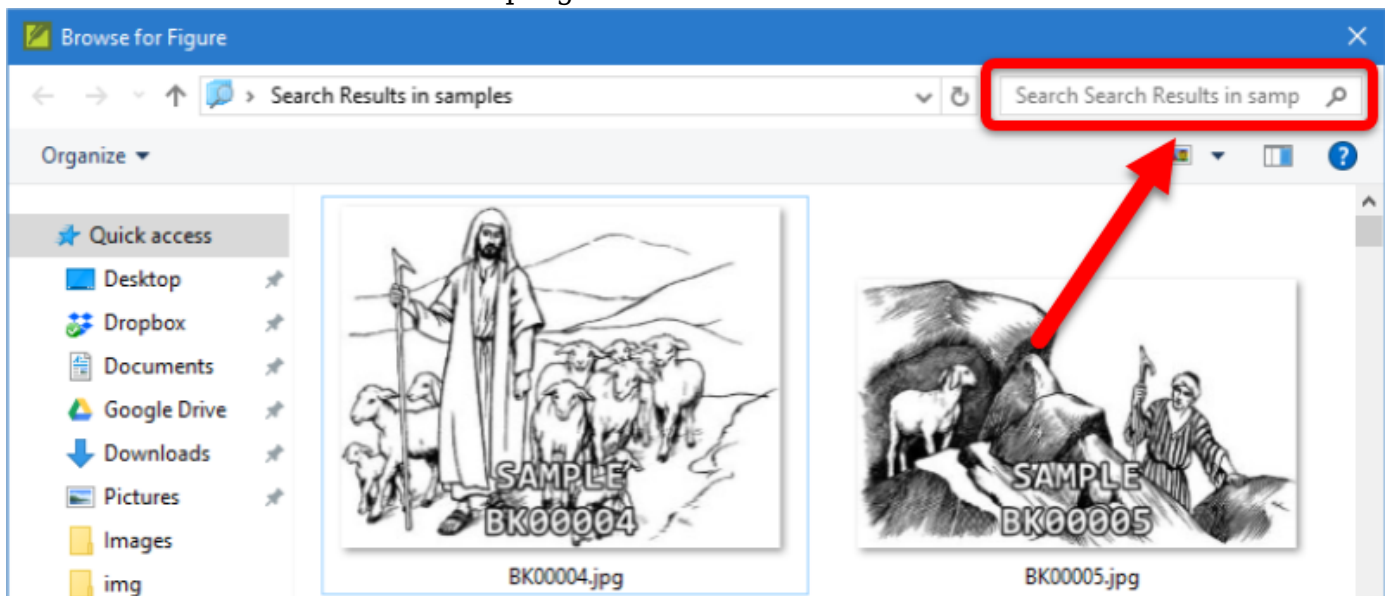 Browse for Figure
Search Results in samples
Search Search Results in samp
Organize
Quick access
Desktop
Dropbox
Documents
Google Drive
Downloads
Pictures
Images
img
SAMPLE
BK00004
BK00004.jpg
SAMPLE
BK00005
BK00005.jpg